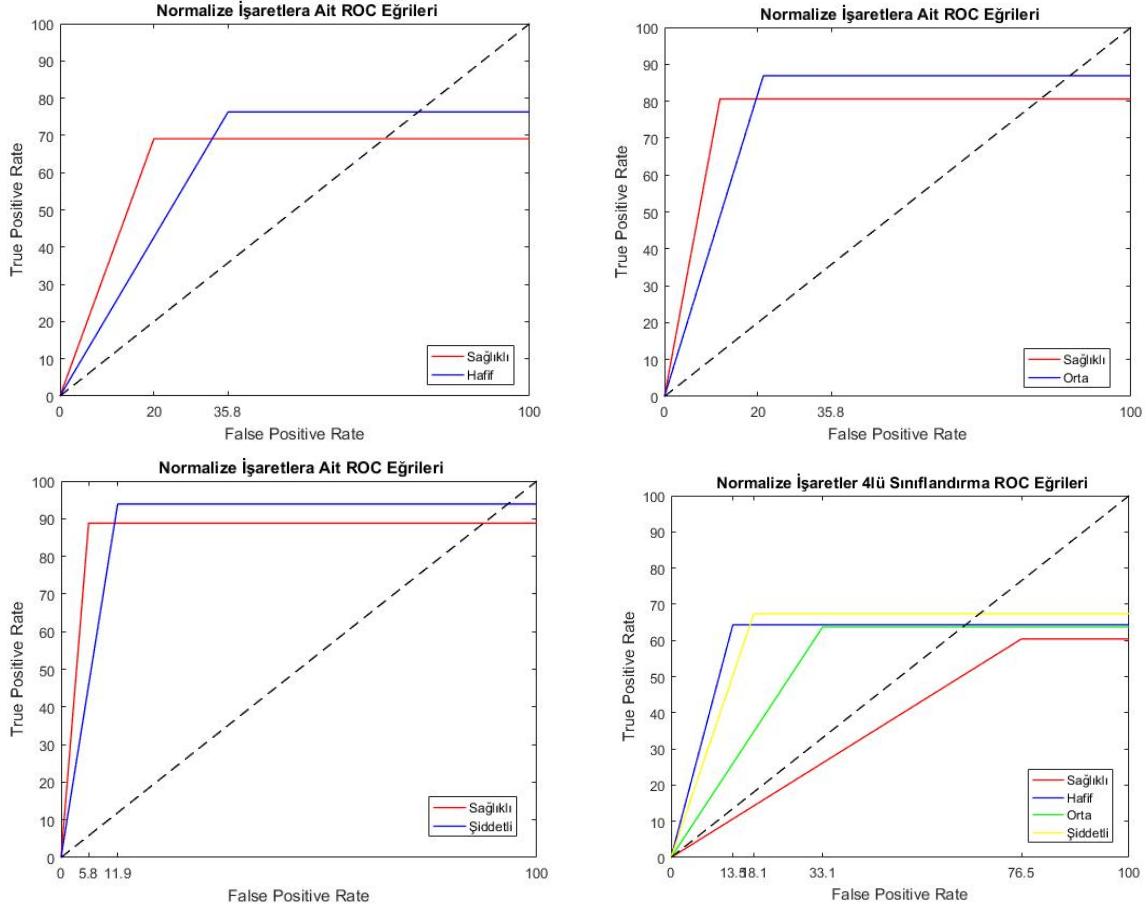 Normalize İşaretlera Ait ROC Eğrileri
100
90
80
70
60
50
40
30
20
10
0
True Positive Rate
Sağlıklı
Hafif
0 20 35.8 100
False Positive Rate
Normalize İşaretlera Ait ROC Eğrileri
100
90
80
70
60
50
40
30
20
10
0
True Positive Rate
Sağlıklı
Orta
0 20 35.8 100
False Positive Rate
Normalize İşaretlera Ait ROC Eğrileri
100
90
80
70
60
50
40
30
20
10
0
True Positive Rate
Sağlıklı
Şiddetli
0 5.8 11.9 100
False Positive Rate
Normalize İşaretler 4lü Sınıflandırma ROC Eğrileri
100
90
80
70
60
50
40
30
20
10
0
True Positive Rate
Sağlıklı
Hafif
Orta
Şiddetli
0 13.5 18.1 33.1 76.5 100
False Positive Rate